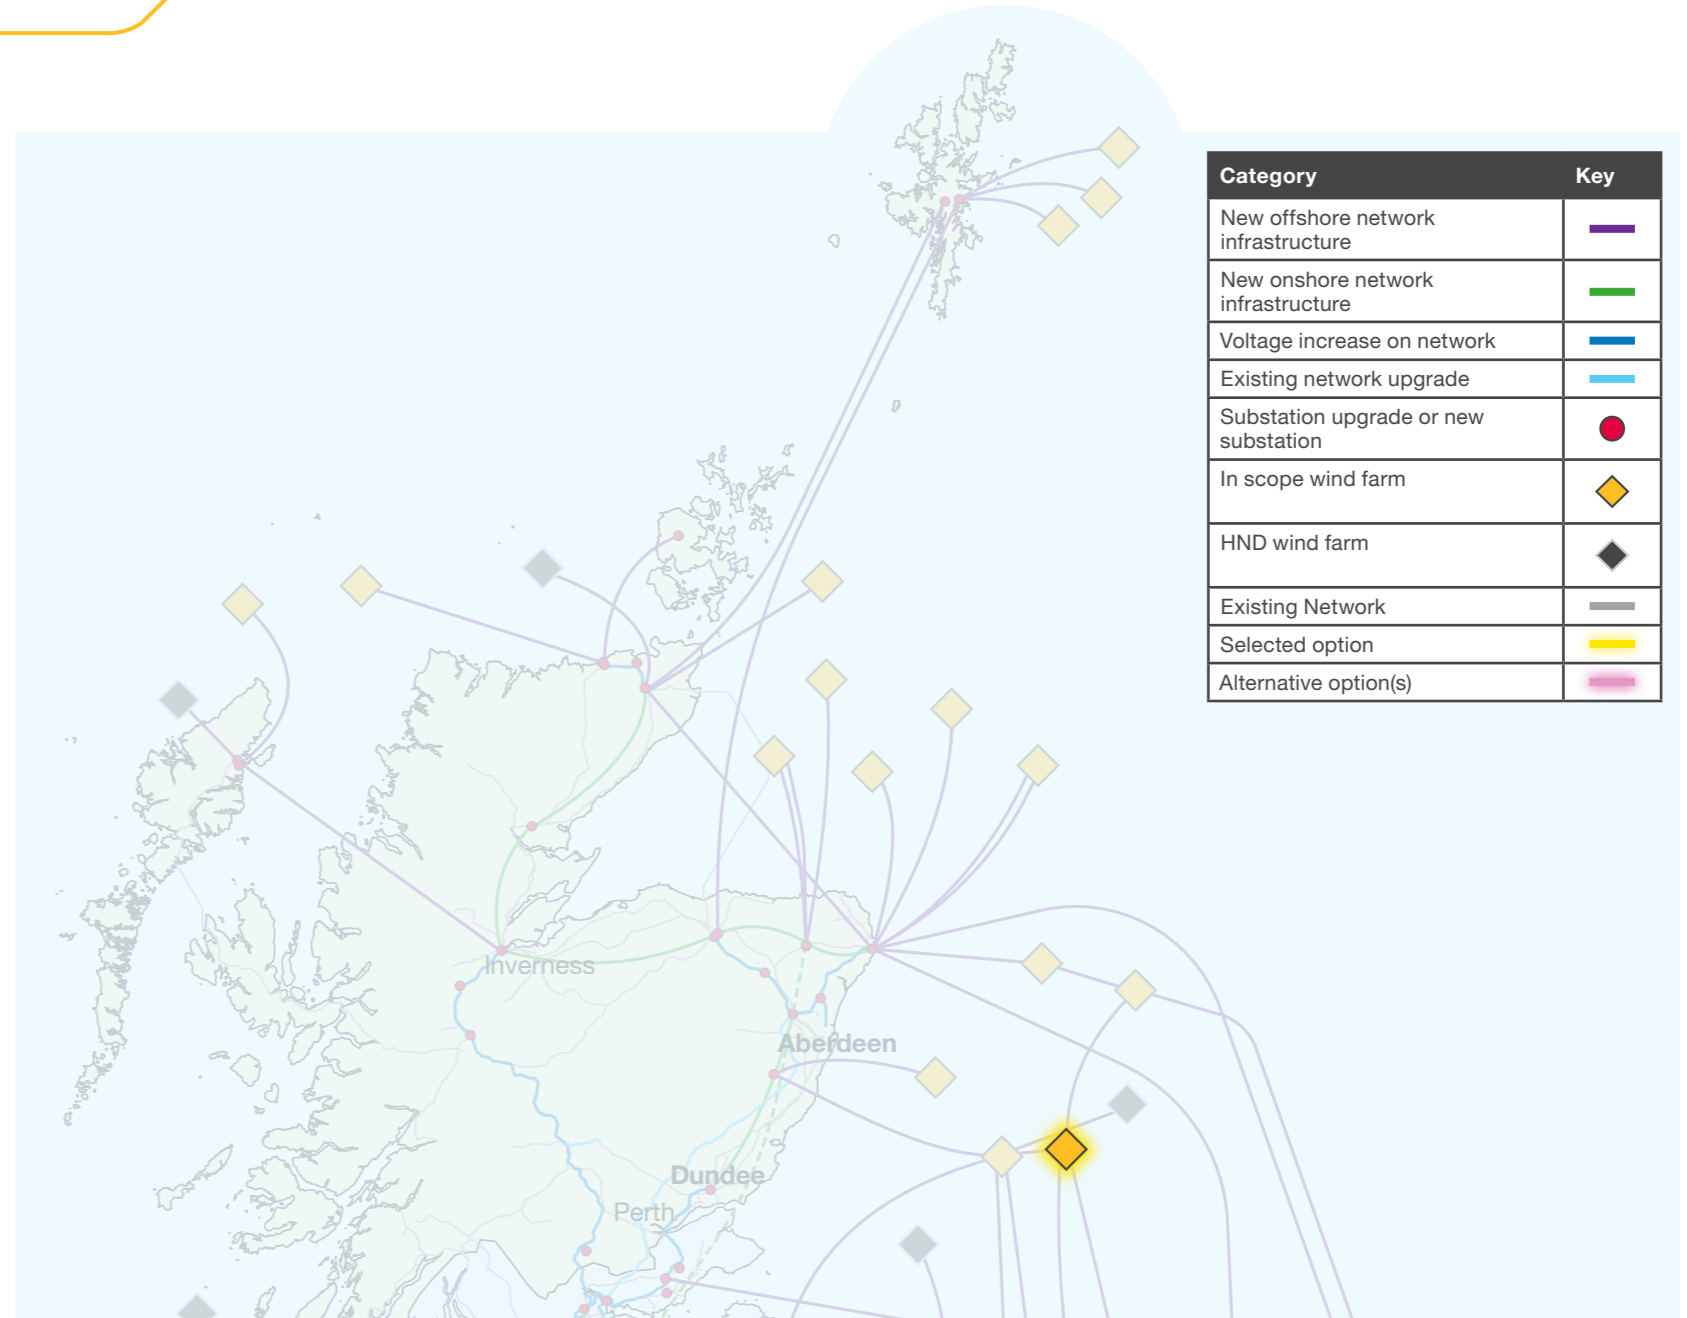 Category Key
New offshore network
infrastructure
New onshore network
infrastructure
Voltage increase on network
Existing network upgrade
Substation upgrade or new
substation
In scope wind farm
HND wind farm
Existing Network
Selected option
Alternative option(s)
Inverness
Aberdeen
Dundee
Perth